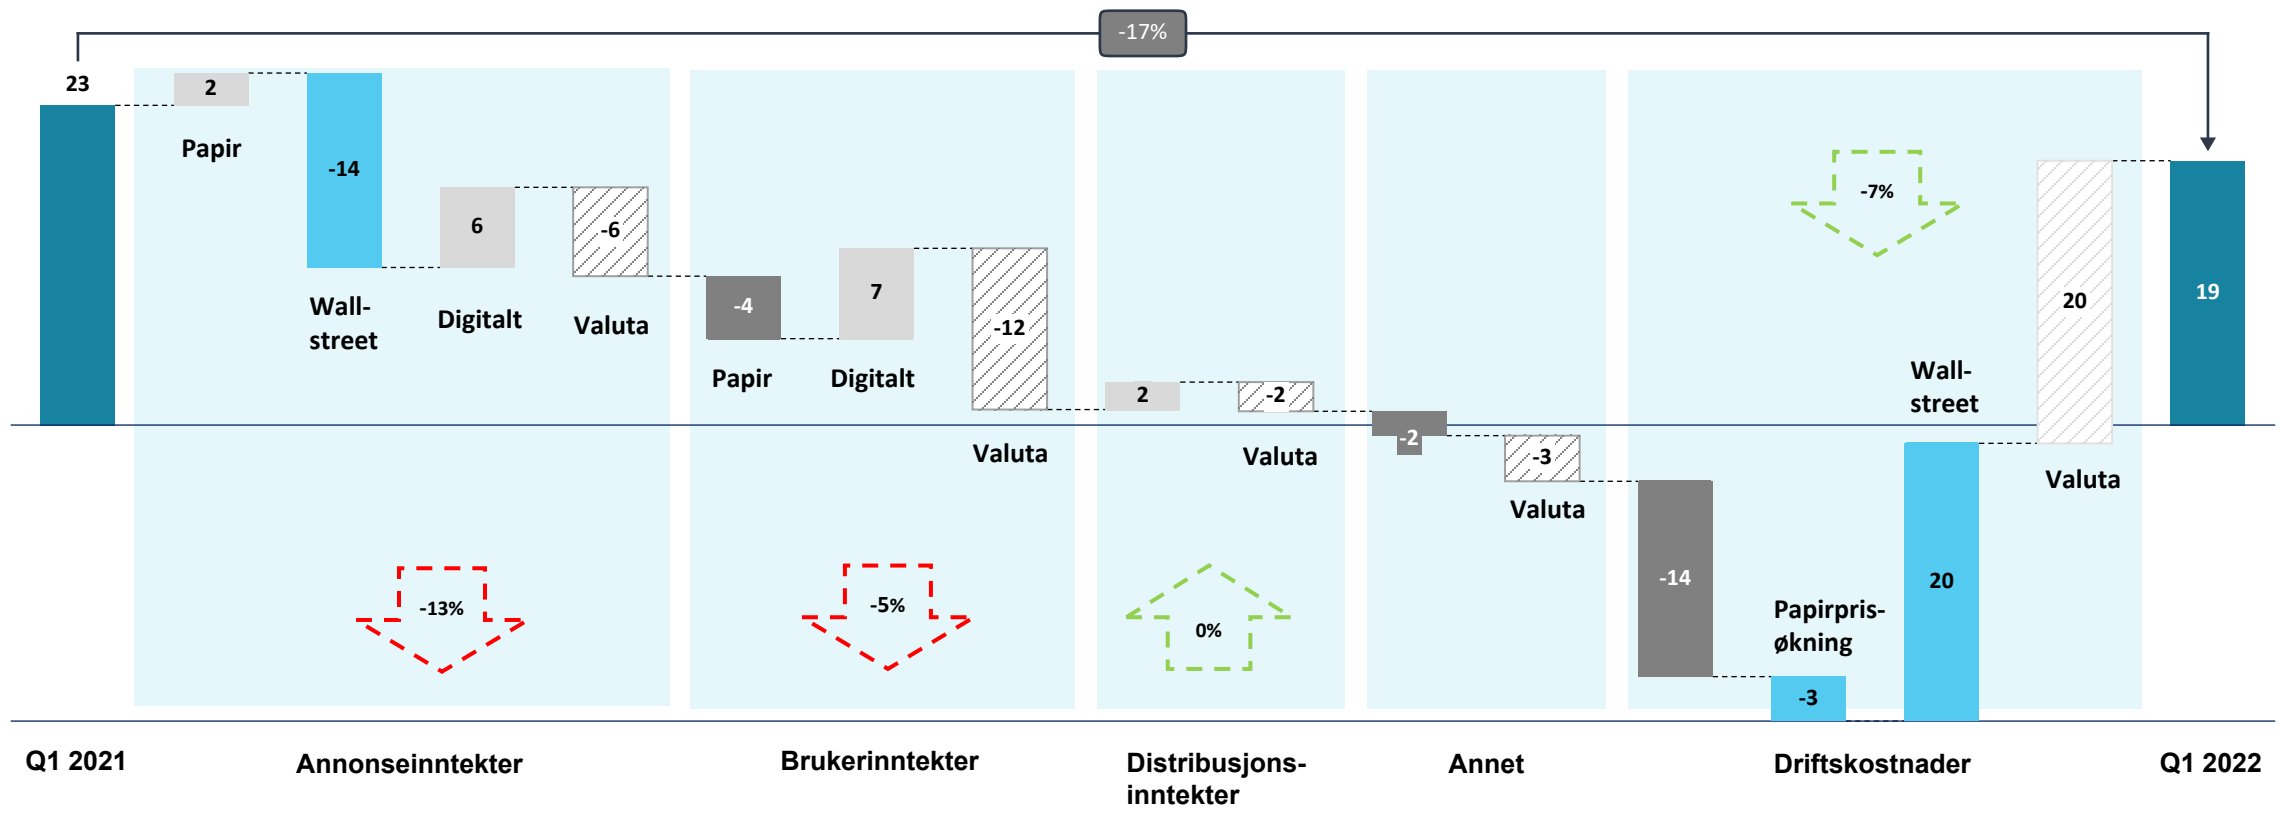 -17%
23
2
Papir
-14
Wall-
street
6
Digitalt
-6
Valuta
-13%
-4
Papir
7
Digitalt
-12
Valuta
-5%
2
-2
Valuta
0%
-2
-3
Valuta
-14
Papirpris-
økning
-3
Wall-
street
20
-7%
20
Valuta
19
Q1 2021
Annonseinntekter
Brukerinntekter
Distribusjons-
inntekter
Annet
Driftskostnader
Q1 2022